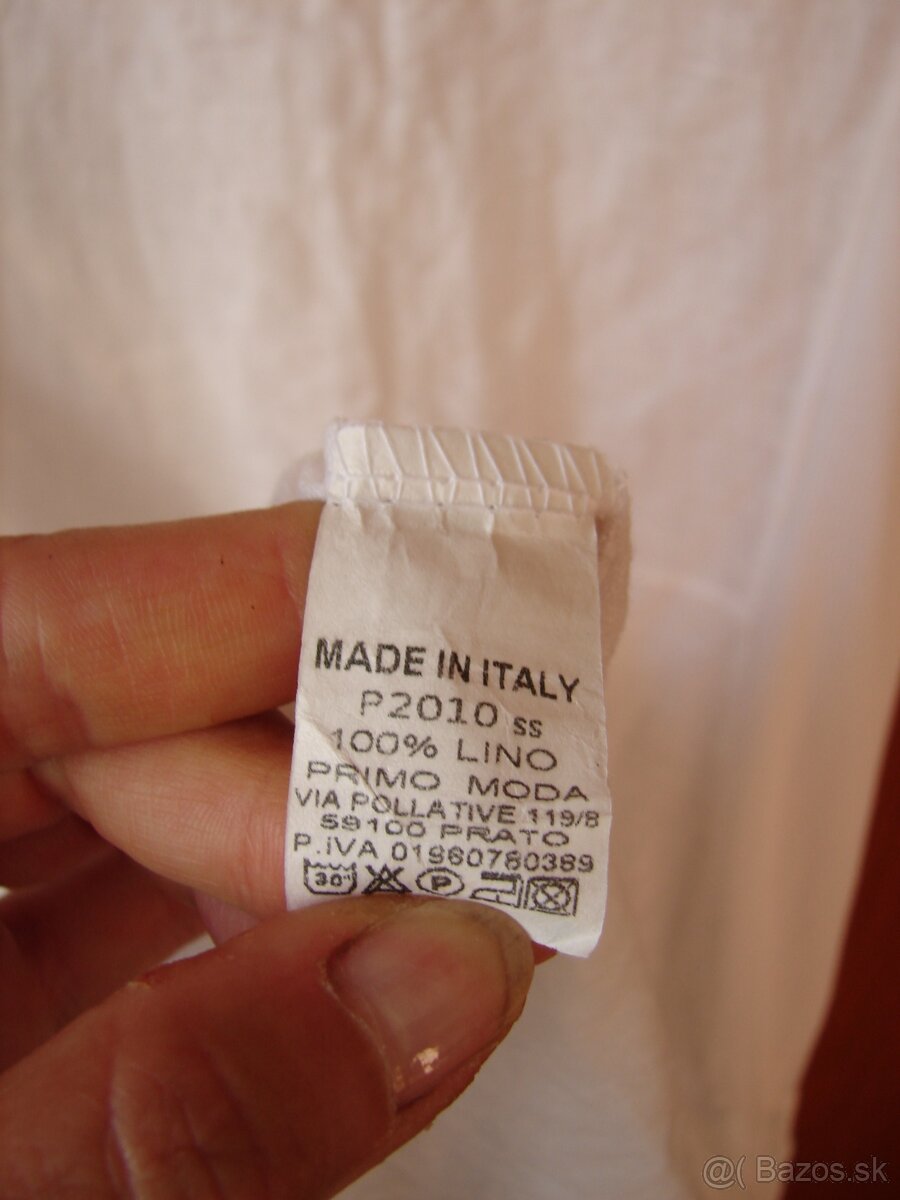 MADE IN ITALY
P2010 SS
100% LINO
PRIMO MODA
VIA POLLATIVE 119/8
59100 PRATO
P.IVA 01960780389
30°
P
@( Bazos.sk